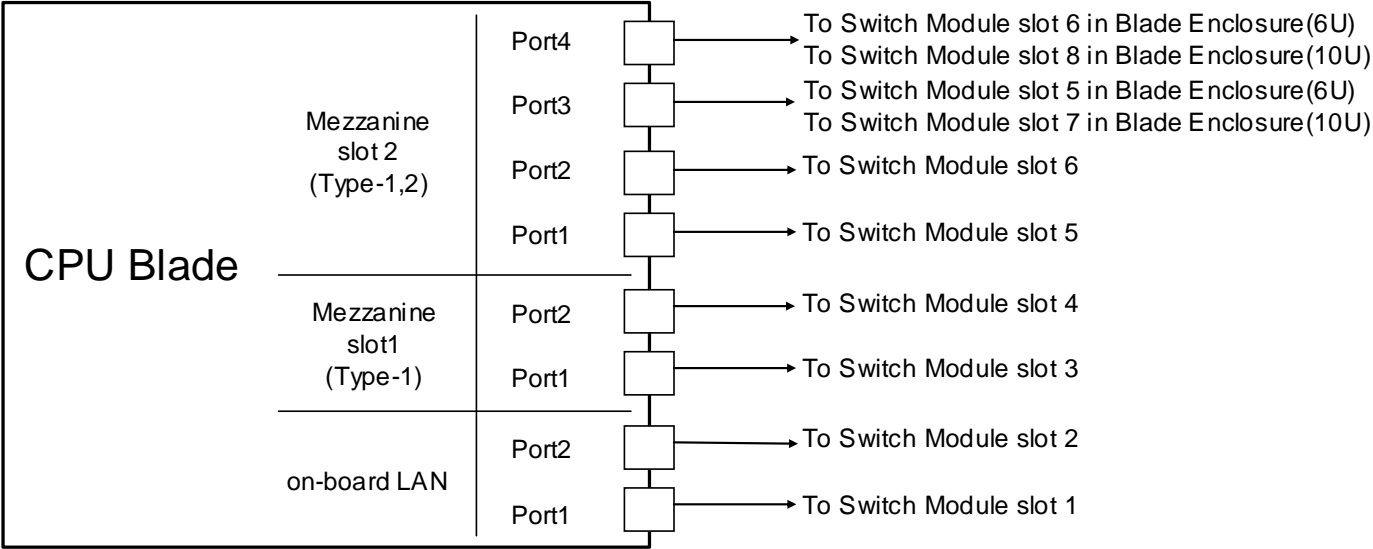 Port4
To Switch Module slot 6 in Blade Enclosure(6U)
To Switch Module slot 8 in Blade Enclosure(10U)
Port3
To Switch Module slot 5 in Blade Enclosure(6U)
To Switch Module slot 7 in Blade Enclosure(10U)
Mezzanine
slot 2
(Type-1,2)
Port2
To Switch Module slot 6
Port1
To Switch Module slot 5
CPU Blade
Mezzanine
slot1
(Type-1)
Port2
To Switch Module slot 4
Port1
To Switch Module slot 3
on-board LAN
Port2
To Switch Module slot 2
Port1
To Switch Module slot 1